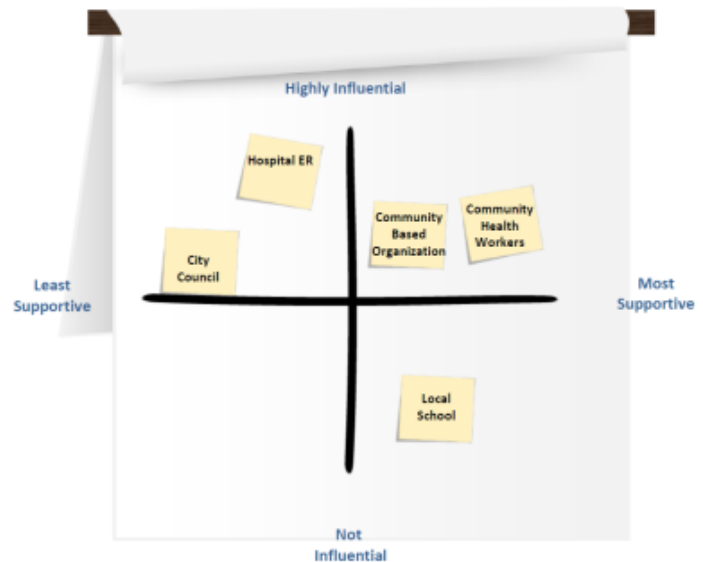 Highly Influential
Hospital ER
Community
Based
Organization
Community
Health
Workers
City
Council
Least
Supportive
Most
Supportive
Local
School
Not
Influential